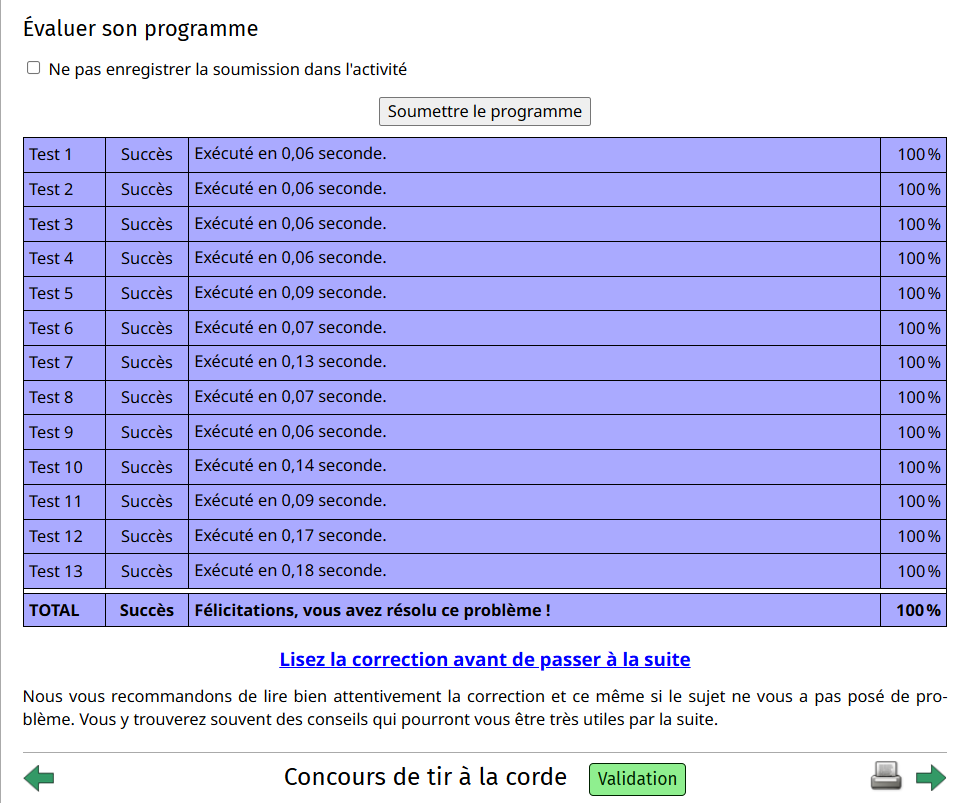 Évaluer son programme
Ne pas enregistrer la soumission dans l'activité
Soumettre le programme
Test 1 Succès Exécuté en 0,06 seconde. 100 %
Test 2 Succès Exécuté en 0,06 seconde. 100 %
Test 3 Succès Exécuté en 0,06 seconde. 100 %
Test 4 Succès Exécuté en 0,06 seconde. 100 %
Test 5 Succès Exécuté en 0,09 seconde. 100 %
Test 6 Succès Exécuté en 0,07 seconde. 100 %
Test 7 Succès Exécuté en 0,13 seconde. 100 %
Test 8 Succès Exécuté en 0,07 seconde. 100 %
Test 9 Succès Exécuté en 0,06 seconde. 100 %
Test 10 Succès Exécuté en 0,14 seconde. 100 %
Test 11 Succès Exécuté en 0,09 seconde. 100 %
Test 12 Succès Exécuté en 0,17 seconde. 100 %
Test 13 Succès Exécuté en 0,18 seconde. 100 %
TOTAL Succès Félicitations, vous avez résolu ce problème ! 100 %
Lisez la correction avant de passer à la suite
Nous vous recommandons de lire bien attentivement la correction et ce même si le sujet ne vous a pas posé de pro-
blème. Vous y trouverez souvent des conseils qui pourront vous être très utiles par la suite.
Concours de tir à la corde Validation